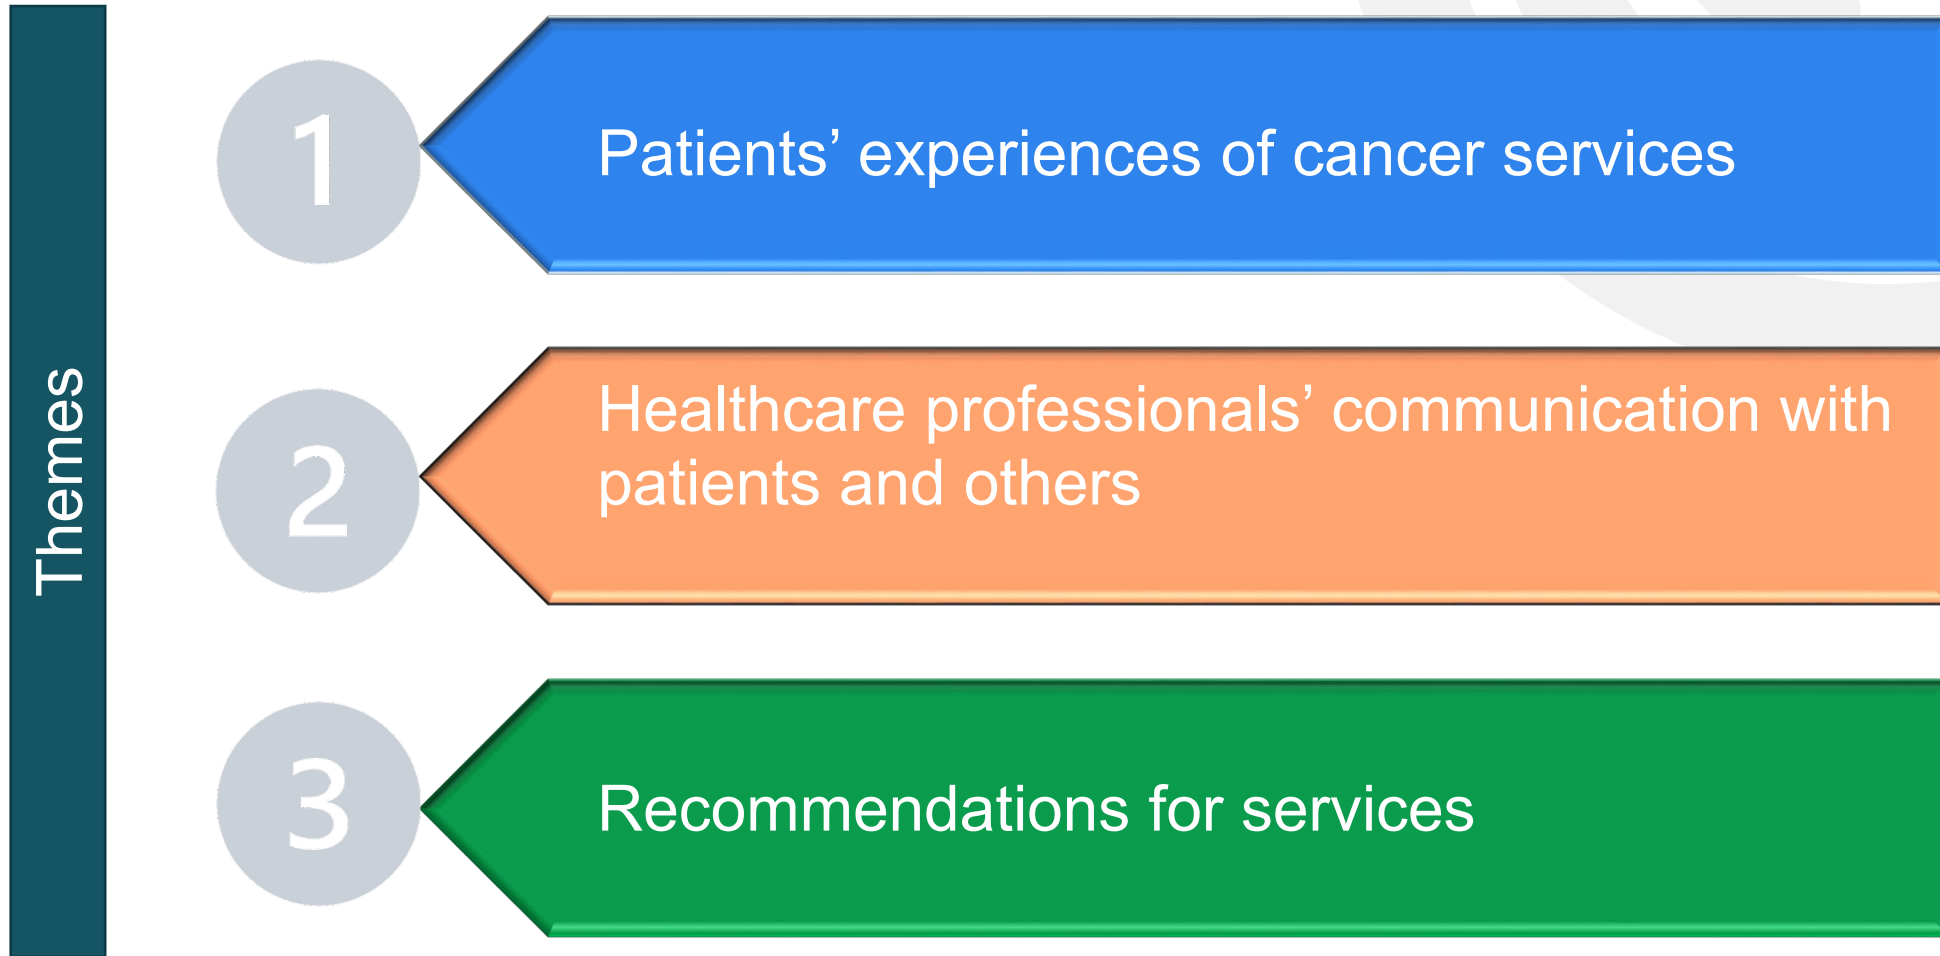 Themes
1
Patients’ experiences of cancer services
2
Healthcare professionals’ communication with
patients and others
3
Recommendations for services